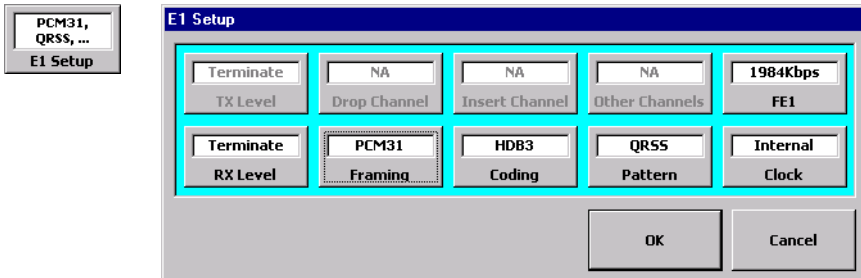 PCM31,
QRSS, ...
E1 Setup
E1 Setup
Terminate NA NA NA 1984Kbps
TX Level Drop Channel Insert Channel Other Channels FE1
Terminate PCM31 HDB3 QRSS Internal
RX Level Framing Coding Pattern Clock
OK Cancel